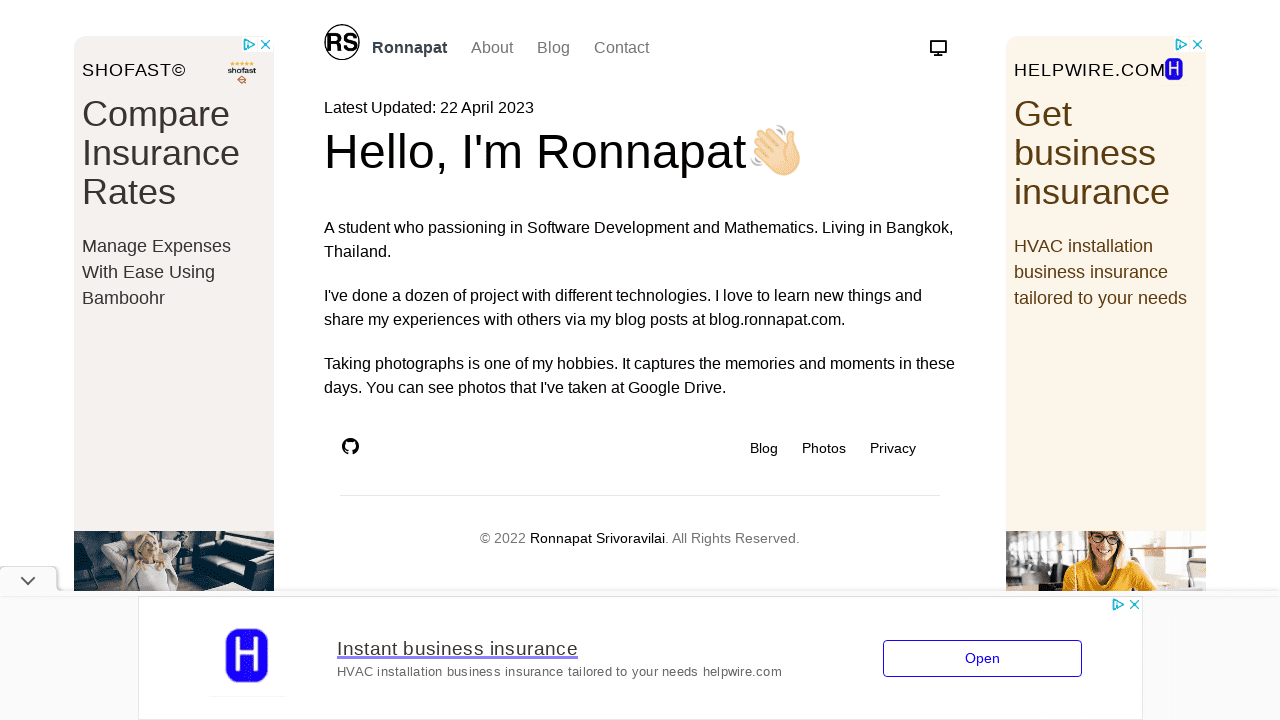 RS Ronnapat About Blog Contact
Latest Updated: 22 April 2023
Hello, I'm Ronnapat👋🏼
A student who passioning in Software Development and Mathematics. Living in Bangkok,
Thailand.
I've done a dozen of project with different technologies. I love to learn new things and
share my experiences with others via my blog posts at blog.ronnapat.com.
Taking photographs is one of my hobbies. It captures the memories and moments in these
days. You can see photos that I've taken at Google Drive.
Blog Photos Privacy
© 2022 Ronnapat Srivoravilai. All Rights Reserved.
SHOFAST©
shofast
Compare
Insurance
Rates
Manage Expenses
With Ease Using
Bamboohr
HELPWIRE.COM
H
Get
business
insurance
HVAC installation
business insurance
tailored to your needs
H
Instant business insurance
HVAC installation business insurance tailored to your needs helpwire.com
Open